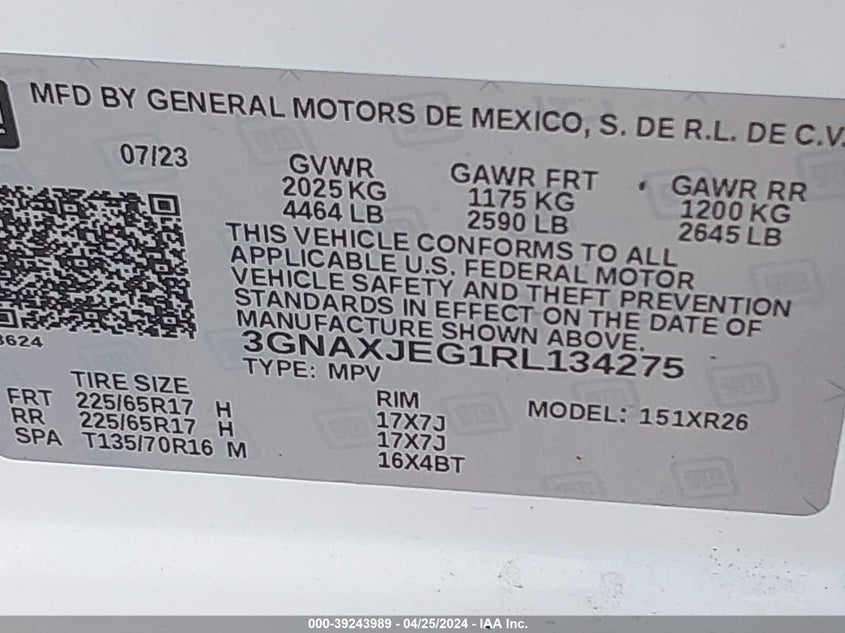 MFD BY GENERAL MOTORS DE MEXICO, S. DE R.L. DE C.V.
07/23
GVWR GAWR FRT GAWR RR
2025 KG 1175 KG 1200 KG
4464 LB 2590 LB 2645 LB
THIS VEHICLE CONFORMS TO ALL
APPLICABLE U.S. FEDERAL MOTOR
VEHICLE SAFETY AND THEFT PREVENTION
STANDARDS IN EFFECT ON THE DATE OF
MANUFACTURE SHOWN ABOVE.
3GNAXJEG1RL134275
TYPE: MPV
TIRE SIZE RIM MODEL: 151XR26
FRT 225/65R17 H 17X7J
RR 225/65R17 H 17X7J
SPA T135/70R16 M 16X4BT
000-39243989 - 04/25/2024 - IAA Inc.